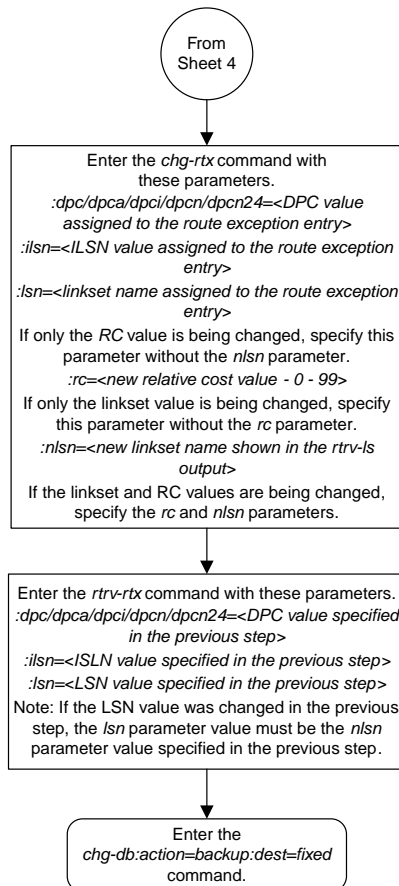 From
Sheet 4
Enter the chg-rtx command with
these parameters.
:dpc/dpca/dpci/dpcn/dpcn24=<DPC value
assigned to the route exception entry>
:ilsn=<ILSN value assigned to the route exception
entry>
:lsn=<linkset name assigned to the route exception
entry>
If only the RC value is being changed, specify this
parameter without the nlsn parameter.
:rc=<new relative cost value - 0 - 99>
If only the linkset value is being changed, specify
this parameter without the rc parameter.
:nlsn=<new linkset name shown in the rtrv-ls
output>
If the linkset and RC values are being changed,
specify the rc and nlsn parameters.
Enter the rtrv-rtx command with these parameters.
:dpc/dpca/dpci/dpcn/dpcn24=<DPC value specified
in the previous step>
:ilsn=<ISLN value specified in the previous step>
:lsn=<LSN value specified in the previous step>
Note: If the LSN value was changed in the previous
step, the lsn parameter value must be the nlsn
parameter value specified in the previous step.
Enter the
chg-db:action=backup:dest=fixed
command.